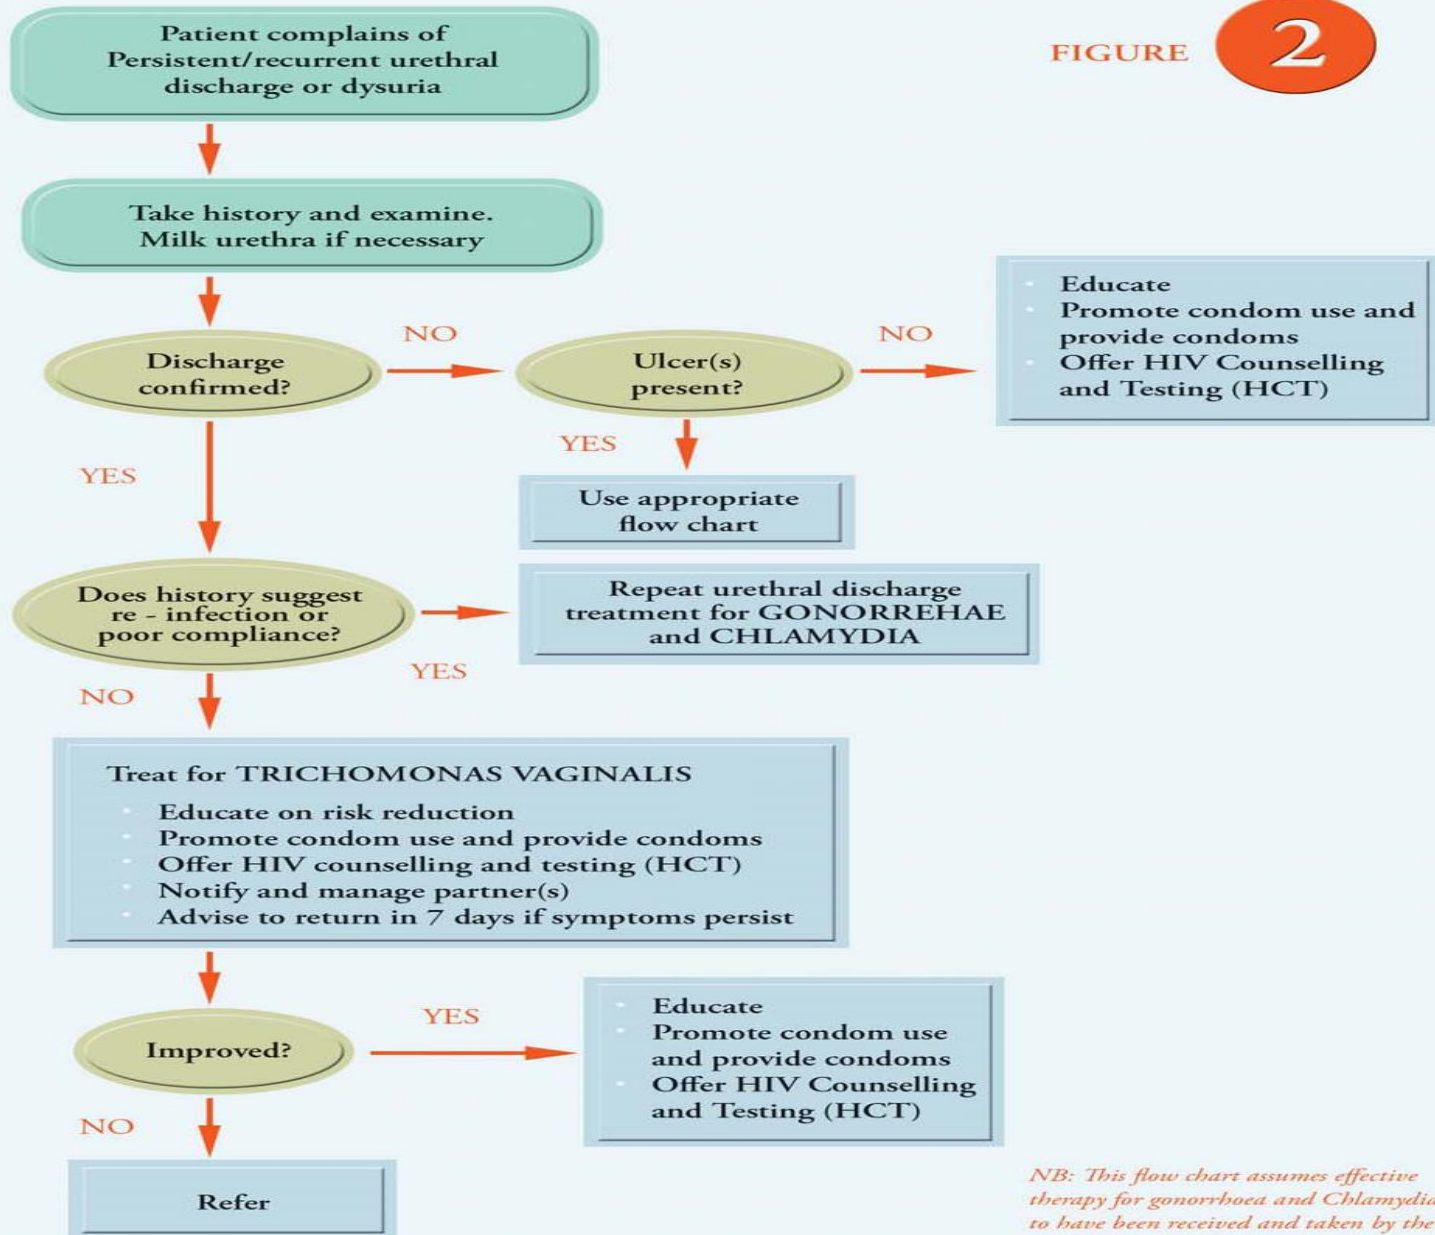 FIGURE 2
Patient complains of
Persistent/recurrent urethral
discharge or dysuria
Take history and examine.
Milk urethra if necessary
Discharge
confirmed?
NO
Ulcer(s)
present?
NO
• Educate
• Promote condom use and
provide condoms
• Offer HIV Counselling
and Testing (HCT)
YES
YES
Use appropriate
flow chart
Does history suggest
re - infection or
poor compliance?
YES
Repeat urethral discharge
treatment for GONORREHAE
and CHLAMYDIA
NO
Treat for TRICHOMONAS VAGINALIS
• Educate on risk reduction
• Promote condom use and provide condoms
• Offer HIV counselling and testing (HCT)
• Notify and manage partner(s)
• Advise to return in 7 days if symptoms persist
Improved?
YES
• Educate
• Promote condom use
and provide condoms
• Offer HIV Counselling
and Testing (HCT)
NO
Refer
NB: This flow chart assumes effective
therapy for gonorrhoea and Chlamydia
to have been received and taken by the